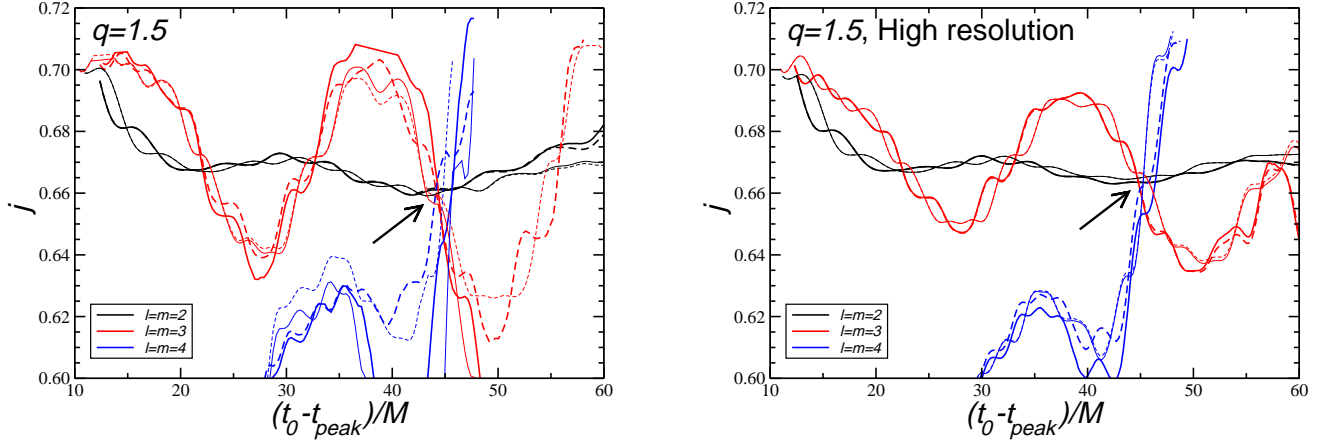 q=1.5
j
0.72
0.70
0.68
0.66
0.64
0.62
0.60
l=m=2
l=m=3
l=m=4
10 20 30 40 50 60
(t0-tpeak)/M
q=1.5, High resolution
j
0.72
0.70
0.68
0.66
0.64
0.62
0.60
l=m=2
l=m=3
l=m=4
10 20 30 40 50 60
(t0-tpeak)/M